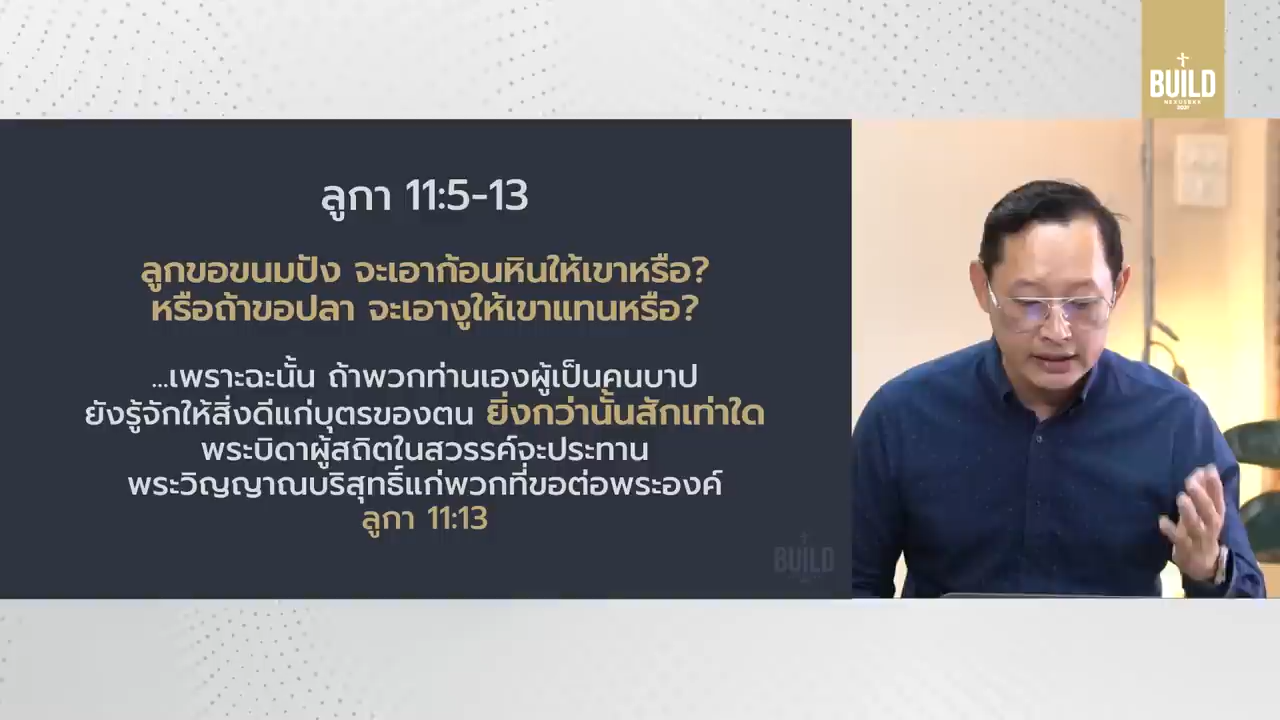 BUILD
NEXUSBKK
2021
ลูกา 11:5-13
ลูกขอขนมปัง จะเอาก้อนหินให้เขาหรือ?
หรือถ้าขอปลา จะเอางูให้เขาแทนหรือ?
...เพราะฉะนั้น ถ้าพวกท่านเองผู้เป็นคนบาป
ยังรู้จักให้สิ่งดีแก่บุตรของตน ยิ่งกว่านั้นสักเท่าใด
พระบิดาผู้สถิตในสวรรค์จะประทาน
พระวิญญาณบริสุทธิ์แก่พวกที่ขอต่อพระองค์
ลูกา 11:13
BUILD